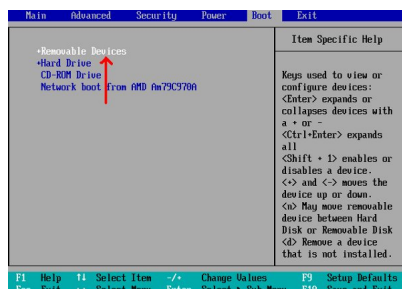 Main Advanced Security Power Boot Exit
Item Specific Help
+Removable Devices
+Hard Drive
CD-ROM Drive
Network boot from AMD Am79C970A
Keys used to view or
configure devices:
<Enter> expands or
collapses devices with
a + or -
<Ctrl+Enter> expands
all
<Shift + 1> enables or
disables a device.
<+> and <-> moves the
device up or down.
<n> May move removable
device between Hard
Disk or Removable Disk
<d> Remove a device
that is not installed.
F1 Help ↑↓ Select Item -/+ Change Values F9 Setup Defaults